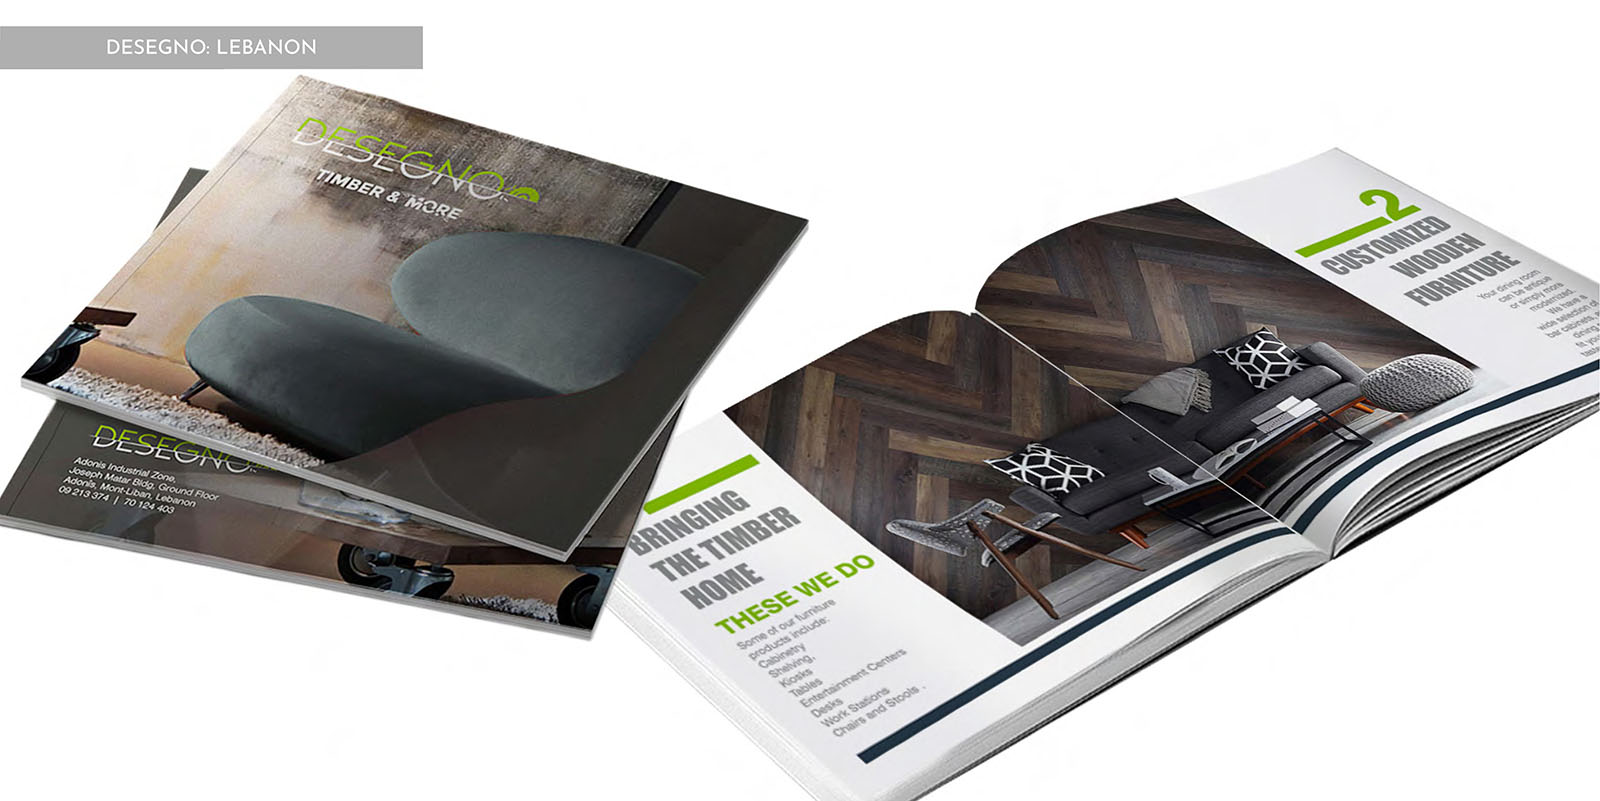 DESEGNO: LEBANON
DESEGNO
TIMBER & MORE
DESEGNO
Adonis Industrial Zone,
Joseph Matar Bldg, Ground Floor
Adonis, Mont-Liban, Lebanon
09 213 374 | 70 124 403
BRINGING
THE TIMBER
HOME
THESE WE DO
Some of our furniture
products include:
Cabinetry
Shelving,
Kiosks
Tables
Entertainment Centers
Desks
Work Stations
Chairs and Stools .
2
CUSTOMIZED
WOODEN
FURNITURE
Your dining room
can be antique
or simply more
modernized.
We have a
wide selection of
bar cabinets,
dining